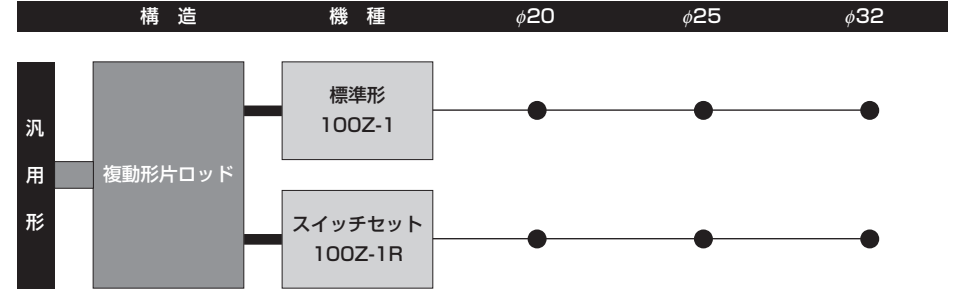 構 造 機 種 φ20 φ25 φ32
汎用形
複動形片ロッド
標準形
100Z-1
スイッチセット
100Z-1R